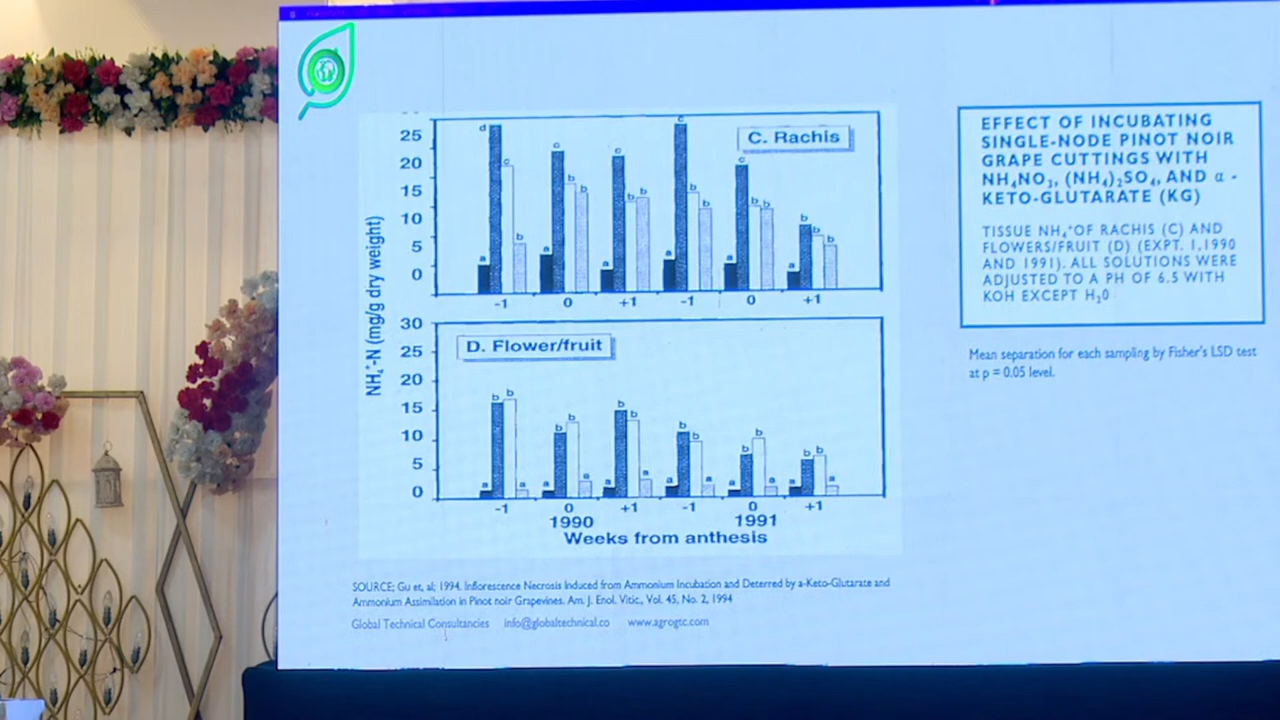 C. Rachis
25
20
15
10
5
0
d c b a
c b b a
c b b a
c b b a
c b b a
b b b a
-1 0 +1 -1 0 +1
NH₄⁺-N (mg/g dry weight)
D. Flower/fruit
30
25
20
15
10
5
0
a b b a
a b b a
a b b a
a b b a
a b b a
a b b a
-1 0 +1 -1 0 +1
1990 1991
Weeks from anthesis
EFFECT OF INCUBATING
SINGLE-NODE PINOT NOIR
GRAPE CUTTINGS WITH
NH₄NO₃, (NH₄)₂SO₄, AND α -
KETO-GLUTARATE (KG)
TISSUE NH₄⁺OF RACHIS (C) AND
FLOWERS/FRUIT (D) (EXPT. 1,1990
AND 1991). ALL SOLUTIONS WERE
ADJUSTED TO A PH OF 6.5 WITH
KOH EXCEPT H₂0
Mean separation for each sampling by Fisher's LSD test
at p = 0.05 level.
SOURCE; Gu et, al; 1994. Inflorescence Necrosis Induced from Ammonium Incubation and Deterred by a-Keto-Glutarate and
Ammonium Assimilation in Pinot noir Grapevines. Am. J. Enol. Vitic., Vol. 45, No. 2, 1994
Global Technical Consultancies info@globaltechnical.co www.agrogtc.com